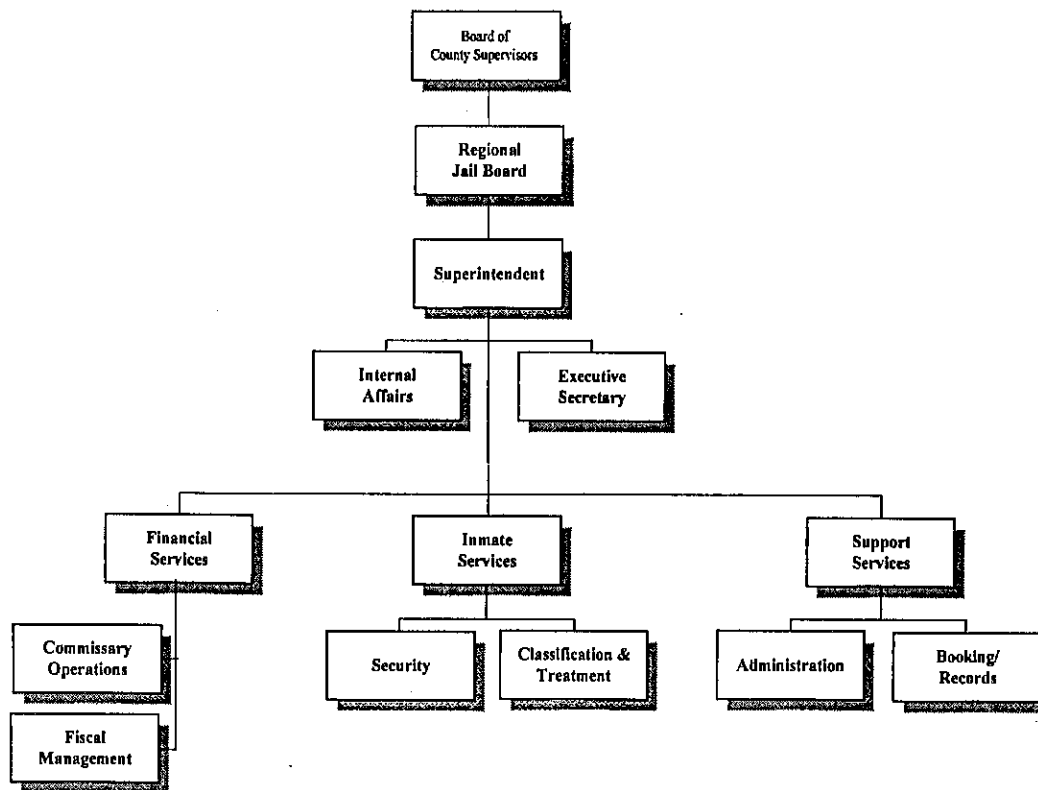 Board of
County Supervisors
Regional
Jail Board
Superintendent
Internal
Affairs
Executive
Secretary
Financial
Services
Inmate
Services
Support
Services
Commissary
Operations
Security
Classification &
Treatment
Administration
Booking/
Records
Fiscal
Management